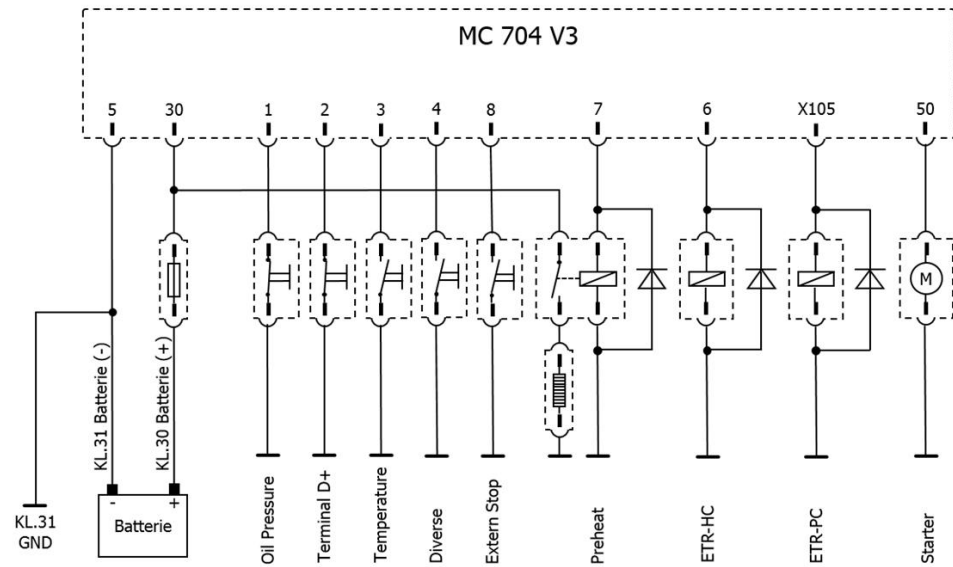 MC 704 V3
5 30 1 2 3 4 8 7 6 X105 50
M
KL.31 Batterie (-)
KL.30 Batterie (+)
- +
Batterie
KL.31
GND
Oil Pressure
Terminal D+
Temperature
Diverse
Extern Stop
Preheat
ETR-HC
ETR-PC
Starter